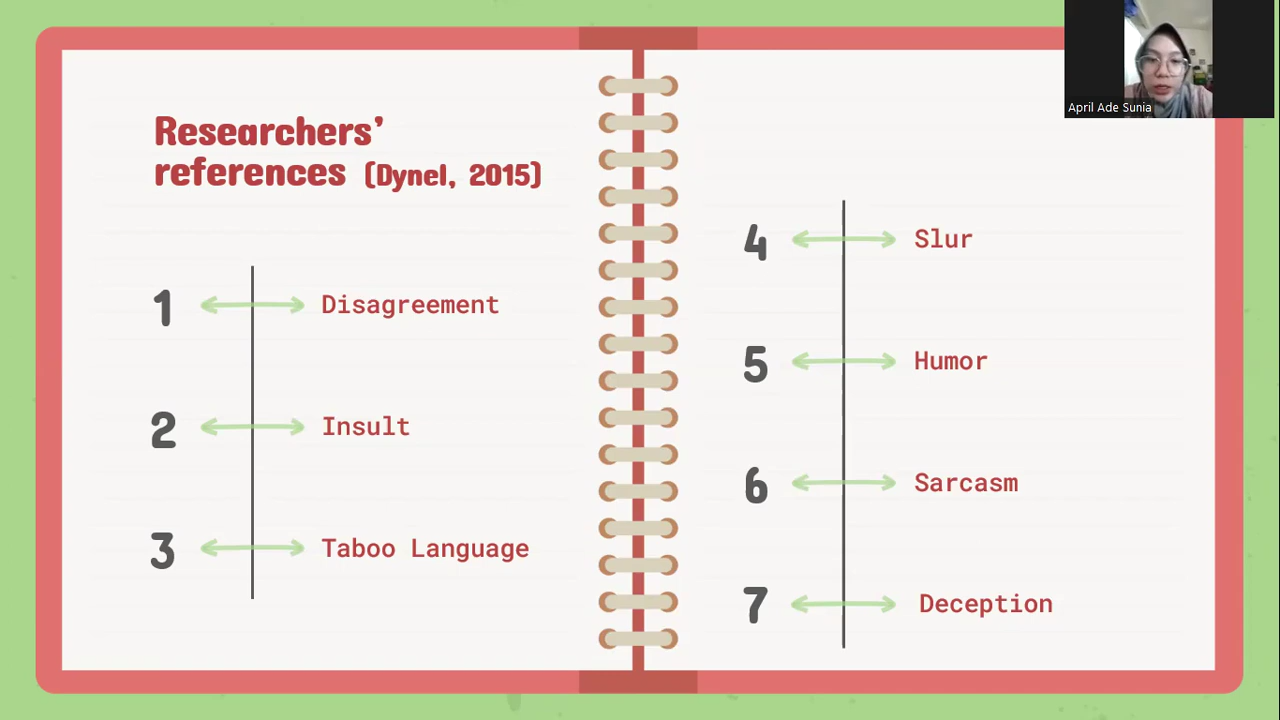 Researchers’
references (Dynel, 2015)
1 Disagreement
2 Insult
3 Taboo Language
April Ade Sunia
4 Slur
5 Humor
6 Sarcasm
7 Deception